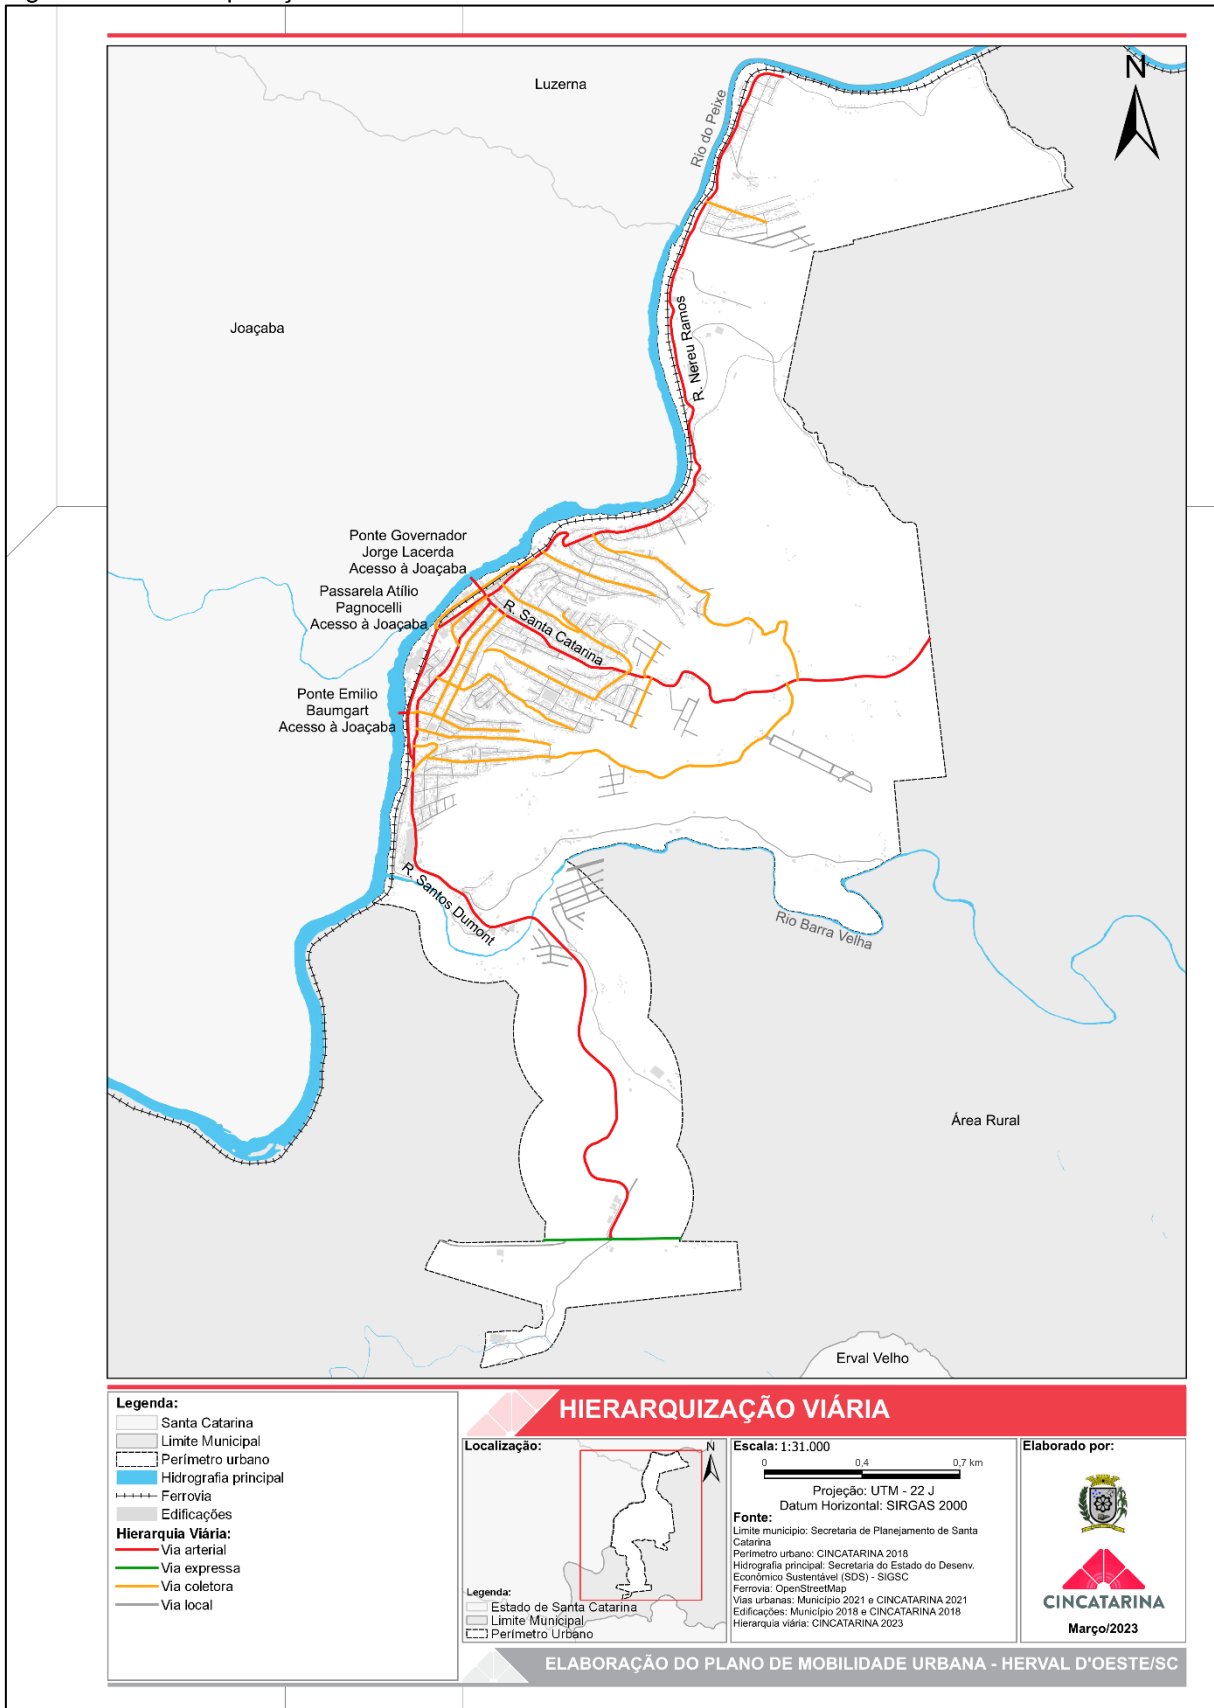 Luzerna
N
Rio do Peixe
Joaçaba
R. Nereu Ramos
Ponte Governador
Jorge Lacerda
Acesso à Joaçaba
Passarela Atílio
Pagnocelli
Acesso à Joaçaba
R. Santa Catarina
Ponte Emilio
Baumgart
Acesso à Joaçaba
R. Santos Dumont
Rio Barra Velha
Área Rural
Erval Velho
HIERARQUIZAÇÃO VIÁRIA
Legenda:
Santa Catarina
Limite Municipal
Perímetro urbano
Hidrografia principal
Ferrovia
Edificações
Hierarquia Viária:
Via arterial
Via expressa
Via coletora
Via local
Localização:
N
Legenda:
Estado de Santa Catarina
Limite Municipal
Perímetro Urbano
Escala: 1:31.000
0 0,4 0,7 km
Projeção: UTM - 22 J
Datum Horizontal: SIRGAS 2000
Fonte:
Limite município: Secretaria de Planejamento de Santa
Catarina
Perímetro urbano: CINCATARINA 2018
Hidrografia principal: Secretaria do Estado do Desenv.
Econômico Sustentável (SDS) - SIGSC
Ferrovia: OpenStreetMap
Vias urbanas: Município 2021 e CINCATARINA 2021
Edificações: Município 2018 e CINCATARINA 2018
Hierarquia viária: CINCATARINA 2023
Elaborado por:
CINCATARINA
Março/2023
ELABORAÇÃO DO PLANO DE MOBILIDADE URBANA - HERVAL D'OESTE/SC